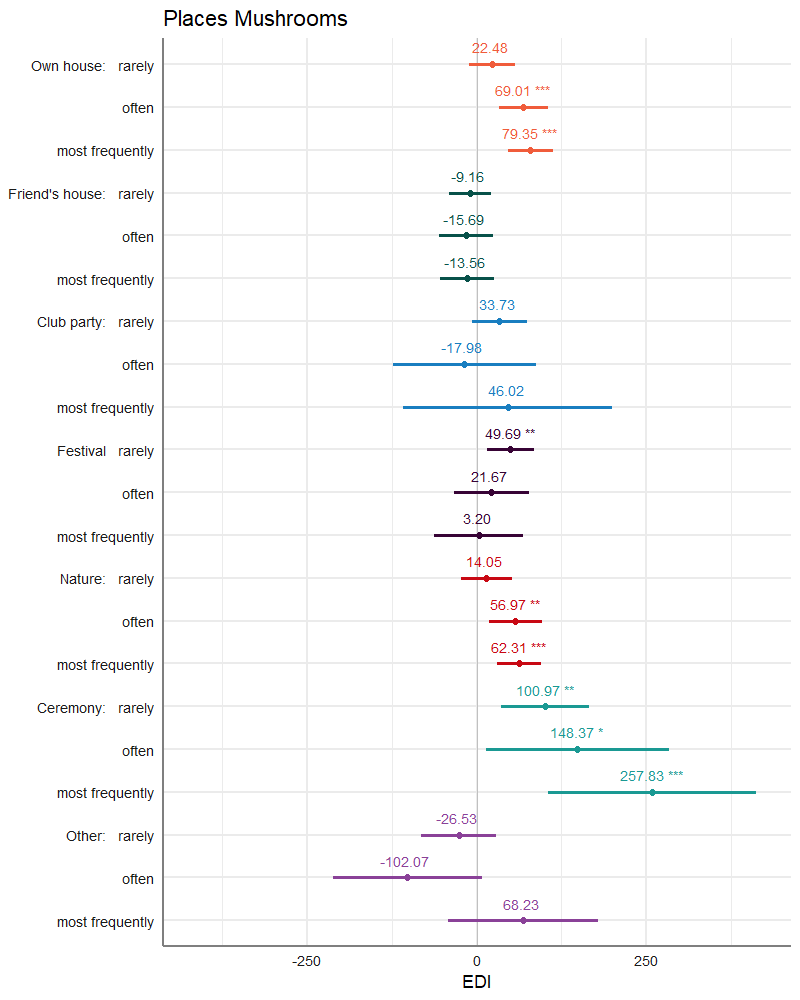 Places Mushrooms
22.48
Own house: rarely
69.01 ***
often
79.35 ***
most frequently
-9.16
Friend's house: rarely
-15.69
often
-13.56
most frequently
33.73
Club party: rarely
-17.98
often
46.02
most frequently
49.69 **
Festival rarely
21.67
often
3.20
most frequently
14.05
Nature: rarely
56.97 **
often
62.31 ***
most frequently
100.97 **
Ceremony: rarely
148.37 *
often
257.83 ***
most frequently
-26.53
Other: rarely
-102.07
often
68.23
most frequently
-250 0 250
EDI